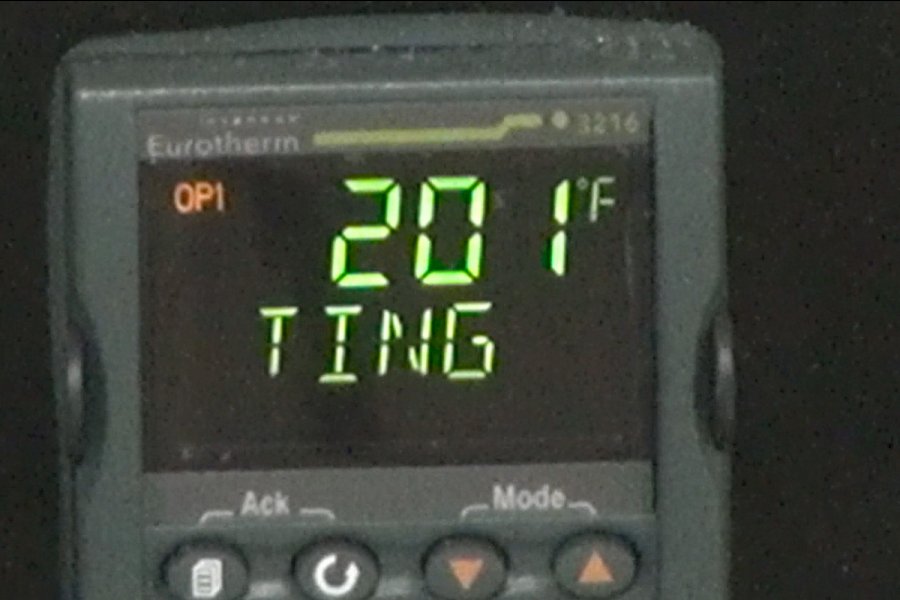 Eurotherm 3216
OP1 201 °F
TING
Ack Mode